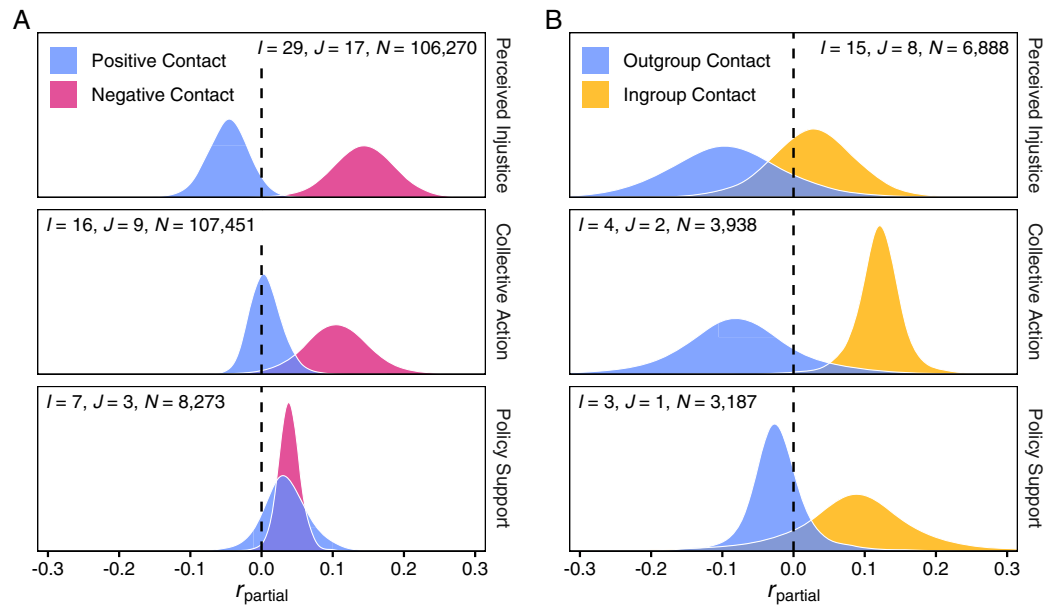 A
Positive Contact
Negative Contact
I = 29, J = 17, N = 106,270
Perceived Injustice
I = 16, J = 9, N = 107,451
Collective Action
I = 7, J = 3, N = 8,273
Policy Support
-0.3 -0.2 -0.1 0.0 0.1 0.2 0.3
r partial
B
Outgroup Contact
Ingroup Contact
I = 15, J = 8, N = 6,888
Perceived Injustice
I = 4, J = 2, N = 3,938
Collective Action
I = 3, J = 1, N = 3,187
Policy Support
-0.3 -0.2 -0.1 0.0 0.1 0.2 0.3
r partial